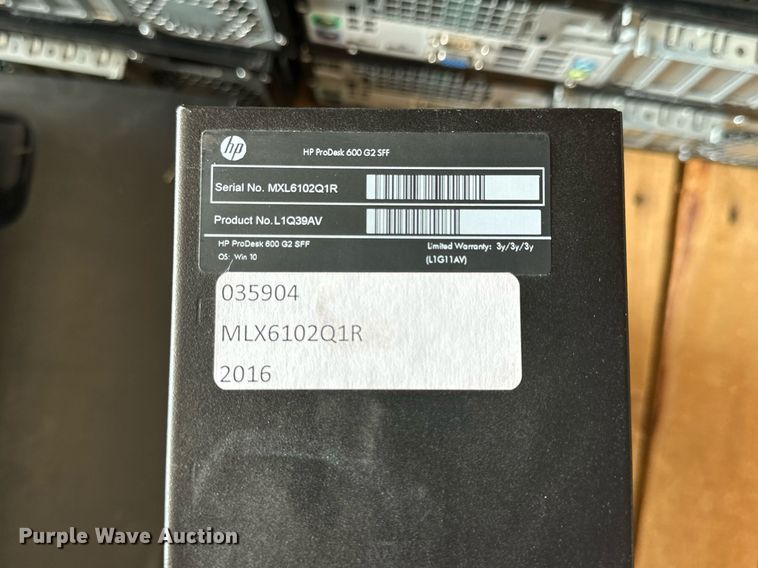 hp
HP ProDesk 600 G2 SFF
Serial No. MXL6102Q1R
Product No.L1Q39AV
HP ProDesk 600 G2 SFF
Limited Warranty: 3y/3y/3y
OS: Win 10
(L1G11AV)
035904
MLX6102Q1R
2016
Purple Wave Auction